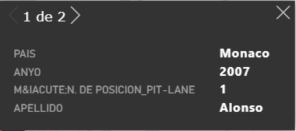 < 1 de 2 >
PAIS Monaco
ANYO 2007
M&IACUTE;N. DE POSICION_PIT-LANE 1
APELLIDO Alonso